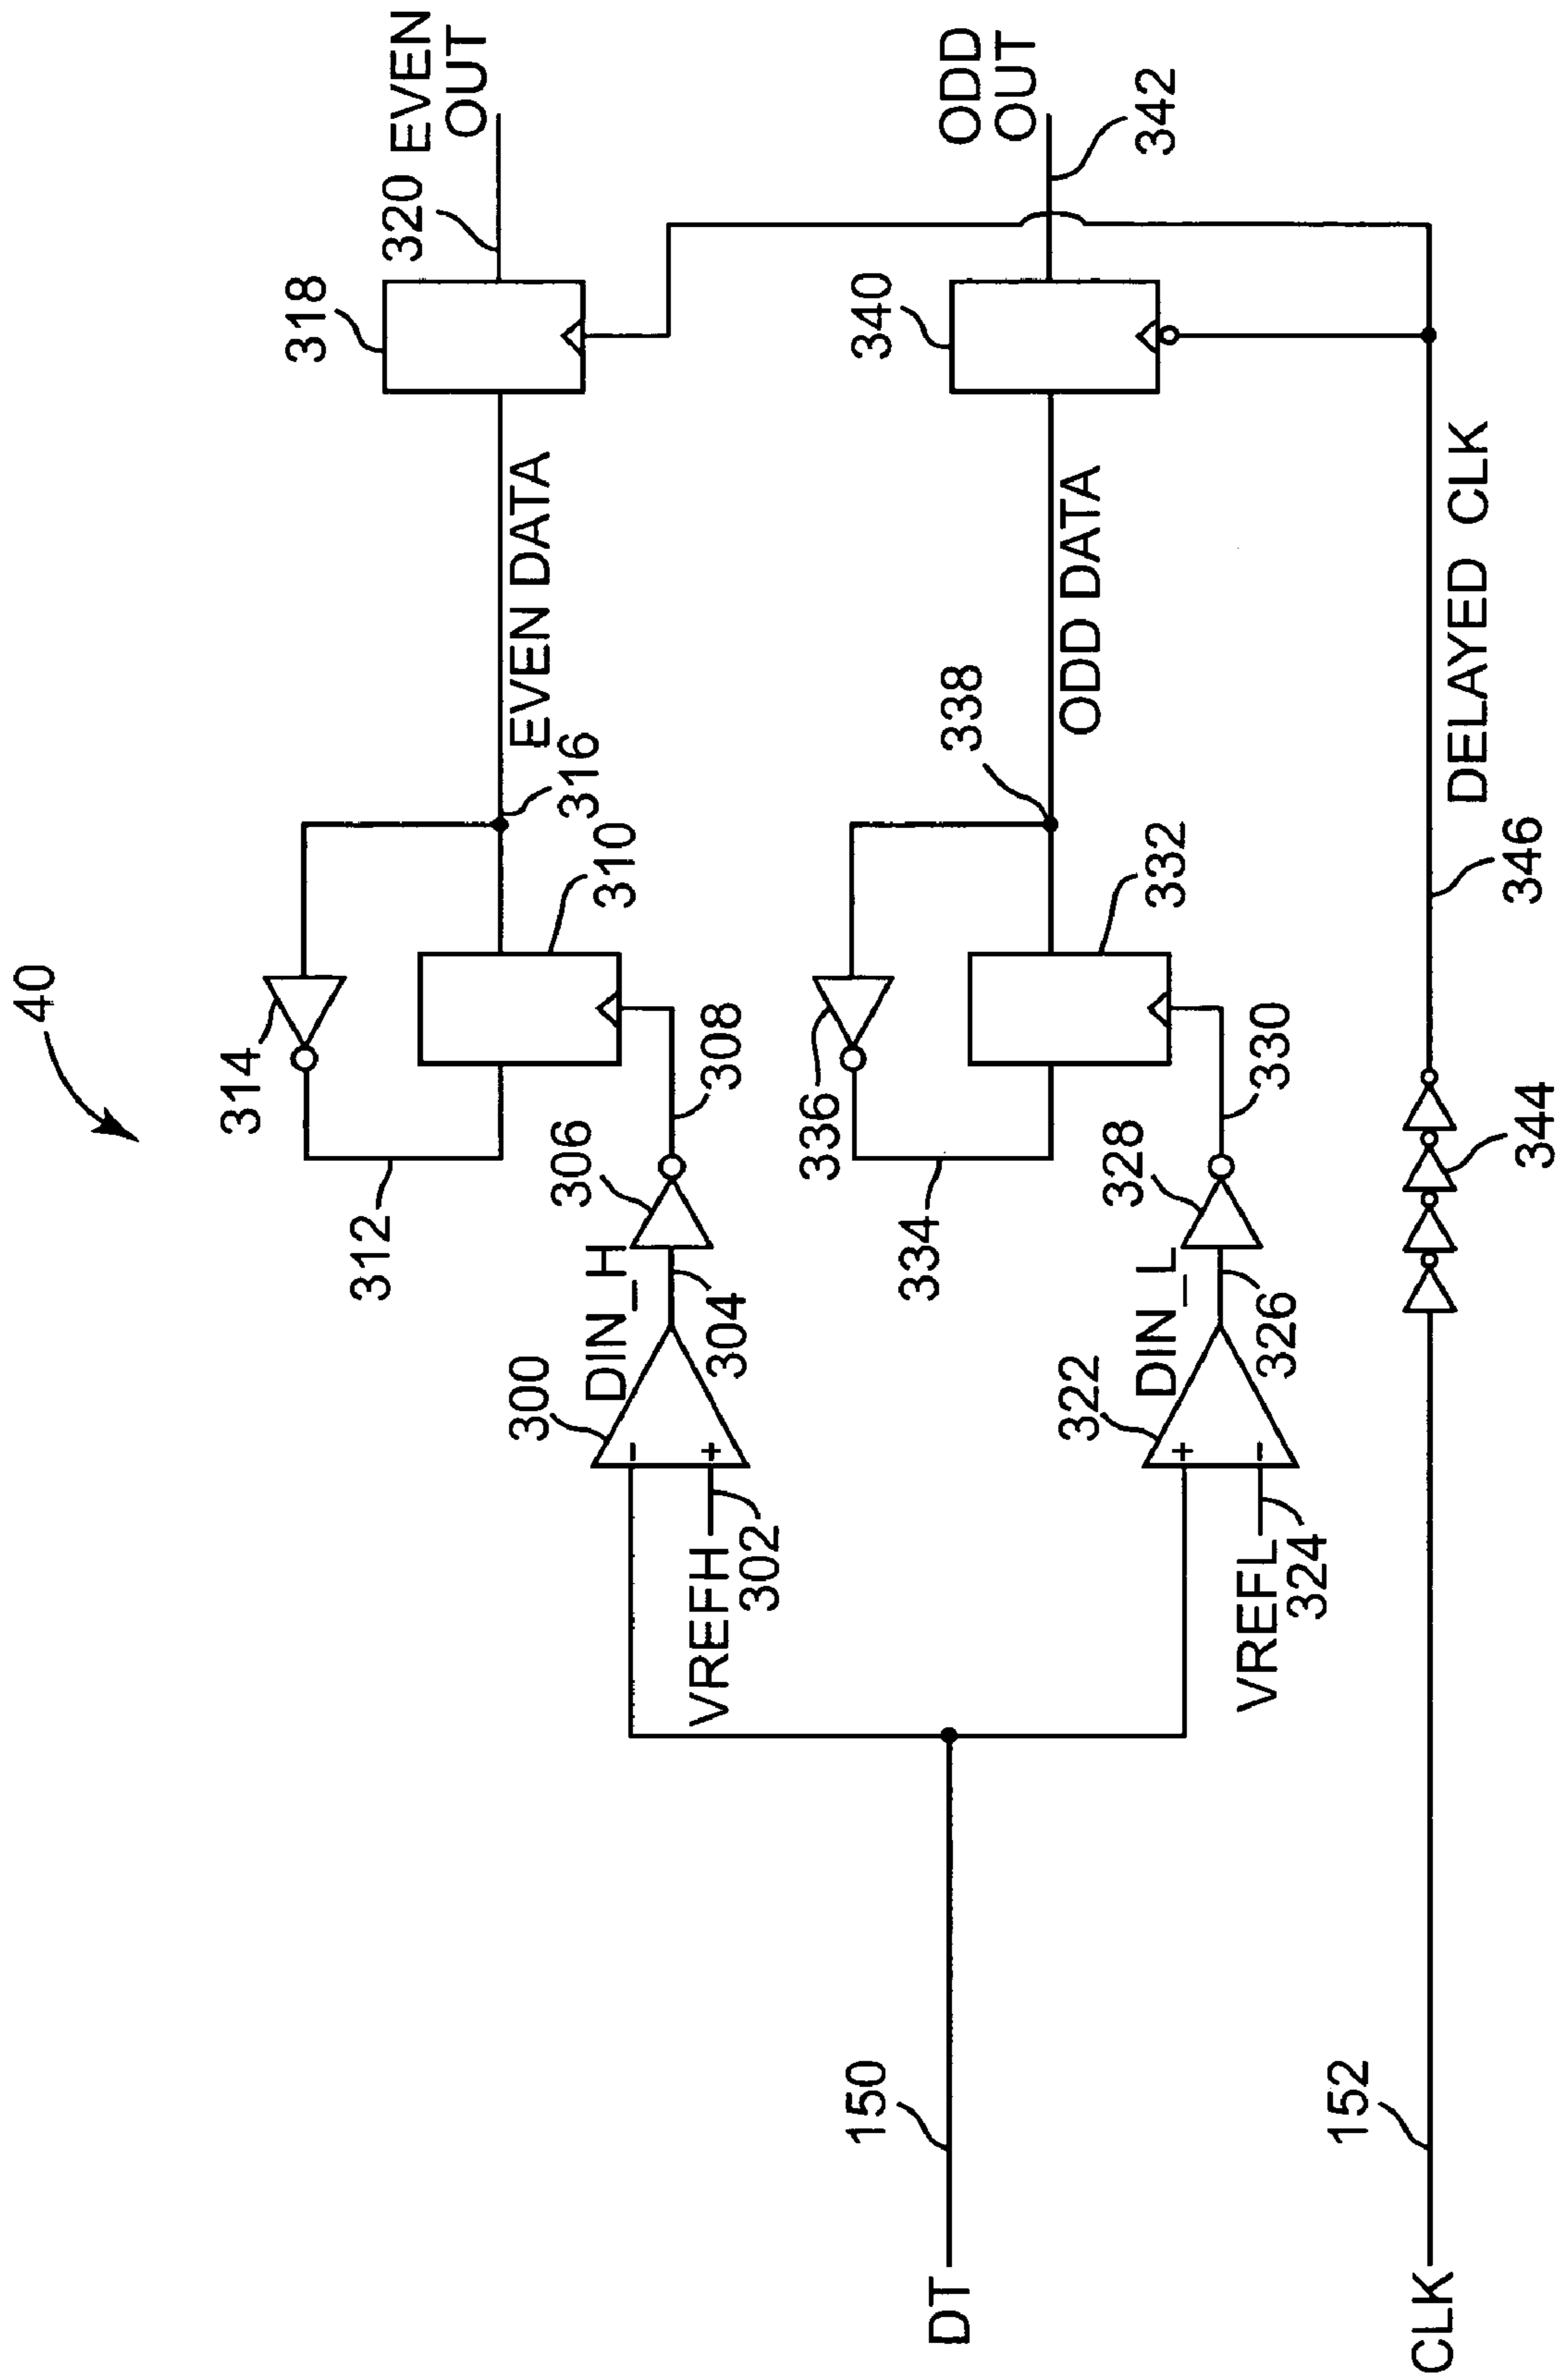 40
314
312
318
320
EVEN
OUT
EVEN DATA
316
310
306
308
300
DIN_H
304
VREFH
302
336
334
338
340
ODD
OUT
342
ODD DATA
332
328
330
322
DIN_L
326
VREFL
324
-
+
+
-
DT
150
CLK
152
344
346
DELAYED CLK